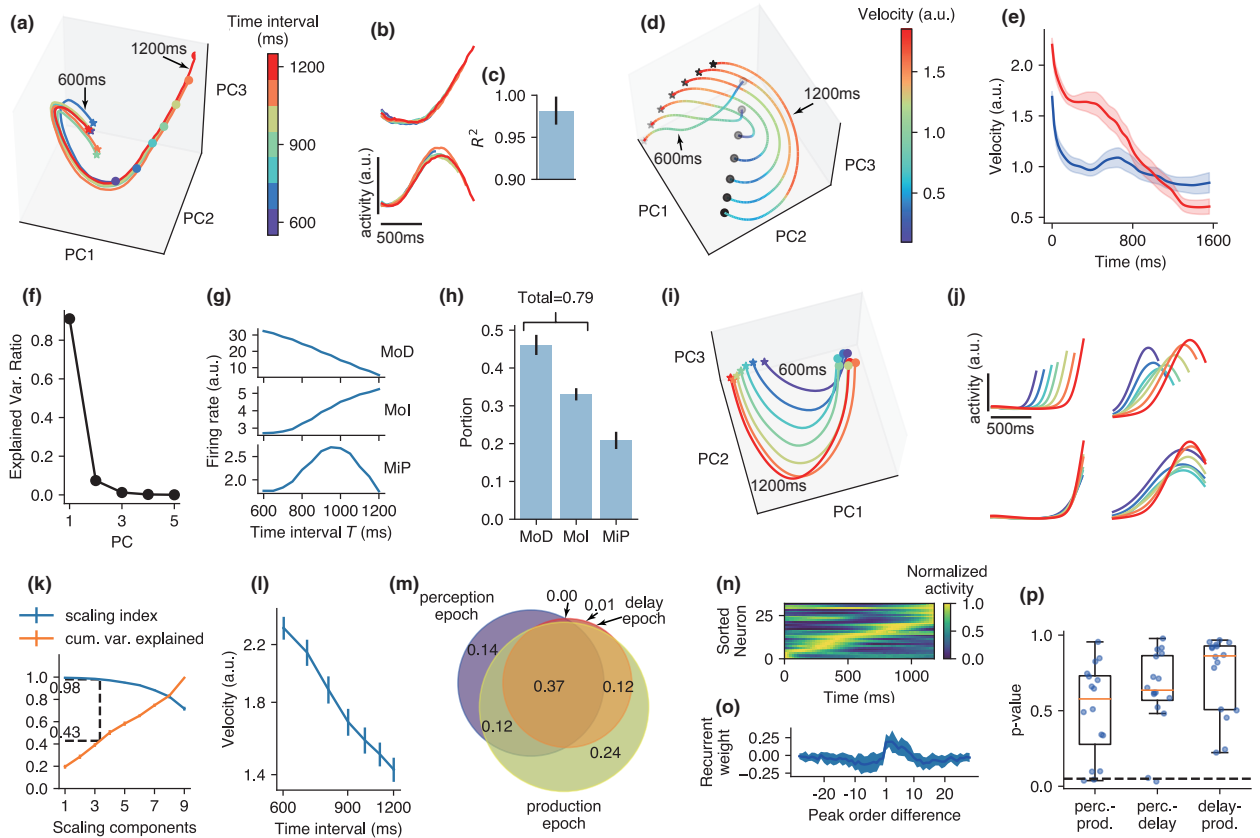 (a)
Time interval
(ms)
1200ms
600ms
PC3
PC2
PC1
1200
1000
800
600
(b)
activity (a.u.)
500ms
(c)
R²
1.00
0.95
0.90
(d)
Velocity (a.u.)
1200ms
600ms
PC3
PC1
PC2
1.5
1.0
0.5
(e)
Velocity (a.u.)
2.0
1.5
1.0
0.5
0 800 1600
Time (ms)
(f)
Explained Var. Ratio
0.8
0.6
0.4
0.2
0.0
1 3 5
PC
(g)
Firing rate (a.u.)
30
20
10
MoD
5
4
3
MoI
2.5
2.0
MiP
600 800 1000 1200
Time interval T (ms)
(h)
Total=0.79
Portion
0.5
0.4
0.3
0.2
0.1
0.0
MoD MoI MiP
(i)
PC3
600ms
PC2
1200ms
PC1
(j)
activity (a.u.)
500ms
(k)
scaling index
cum. var. explained
1.0
0.98
0.8
0.6
0.43
0.4
0.2
0.0
1 3 5 7 9
Scaling components
(l)
Velocity (a.u.)
2.2
1.8
1.4
600 900 1200
Time interval (ms)
(m)
perception
epoch
0.00
0.01
delay
epoch
0.14
0.37
0.12
0.12
0.24
production
epoch
(n)
Normalized
activity
Sorted
Neuron
25
0
0 500 1000
Time (ms)
1.0
0.5
0.0
(o)
Recurrent
weight
0.25
0.00
−0.25
-20 -10 1 10 20
Peak order difference
(p)
p-value
1.0
0.5
0.0
perc.-
prod.
perc.-
delay
delay-
prod.